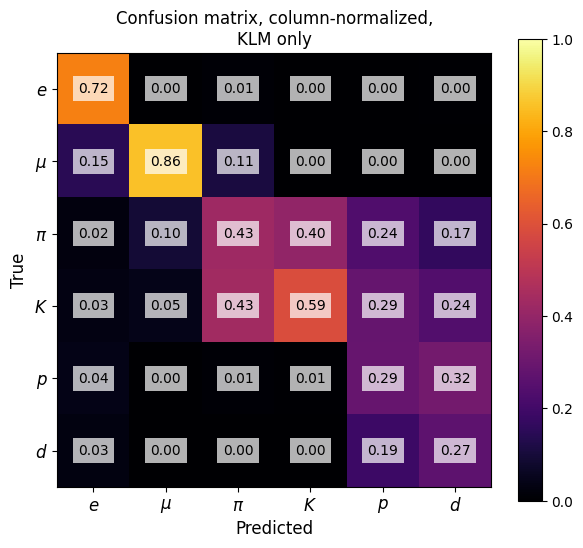 Confusion matrix, column-normalized,
KLM only
1.0
e 0.72 0.00 0.01 0.00 0.00 0.00
μ 0.15 0.86 0.11 0.00 0.00 0.00
0.8
π 0.02 0.10 0.43 0.40 0.24 0.17
0.6
True
K 0.03 0.05 0.43 0.59 0.29 0.24
0.4
p 0.04 0.00 0.01 0.01 0.29 0.32
0.2
d 0.03 0.00 0.00 0.00 0.19 0.27
0.0
e μ π K p d
Predicted